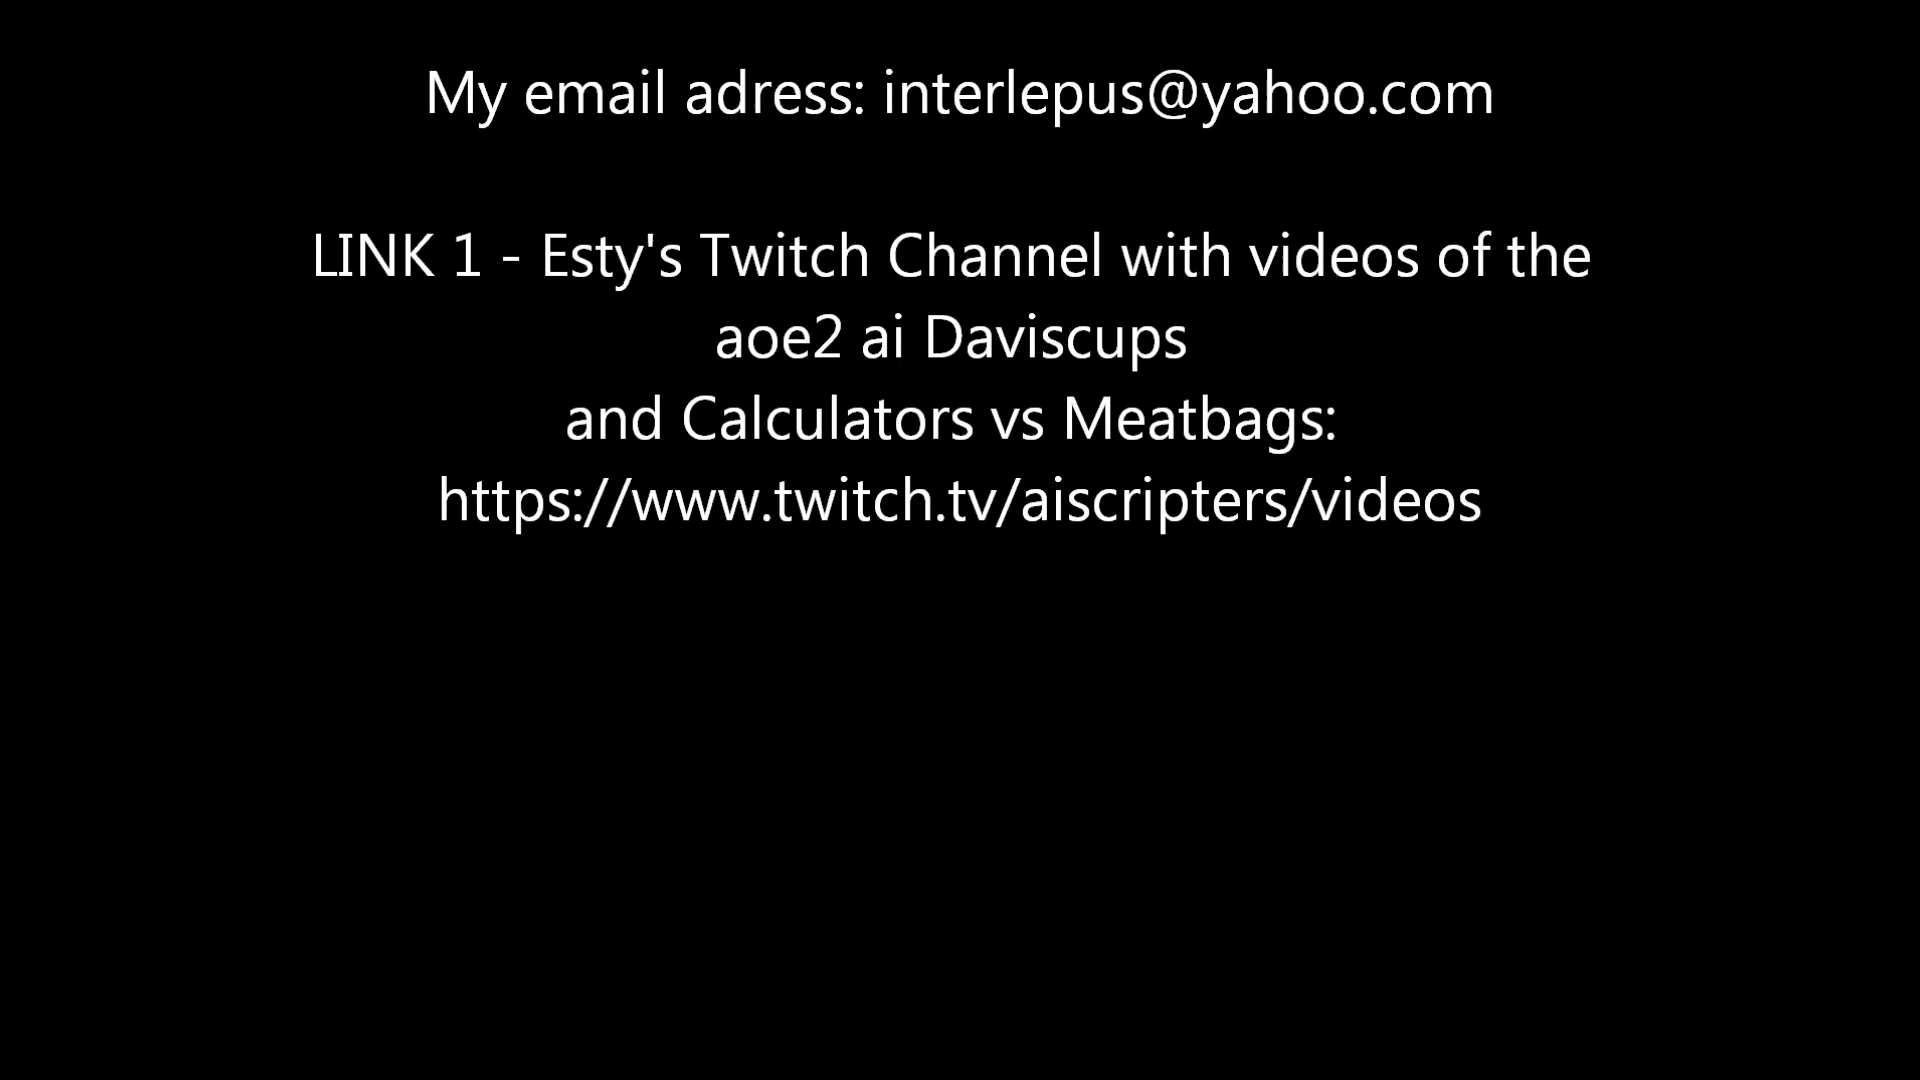 My email adress: interlepus@yahoo.com
LINK 1 - Esty's Twitch Channel with videos of the
aoe2 ai Daviscups
and Calculators vs Meatbags:
https://www.twitch.tv/aiscripters/videos